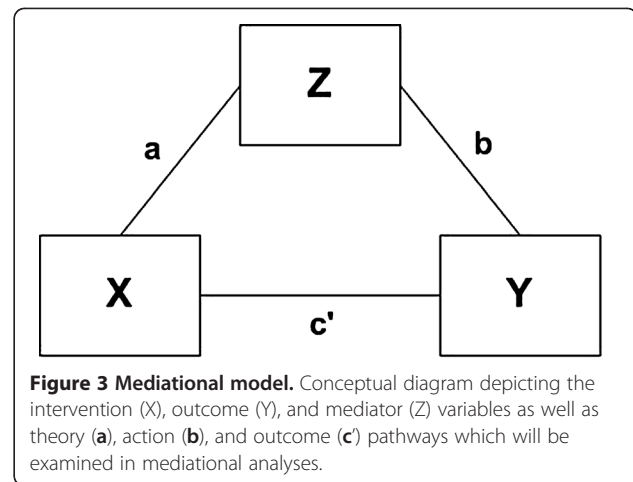 Z
a
b
X
Y
c'
Figure 3 Mediational model. Conceptual diagram depicting the
intervention (X), outcome (Y), and mediator (Z) variables as well as
theory (a), action (b), and outcome (c') pathways which will be
examined in mediational analyses.